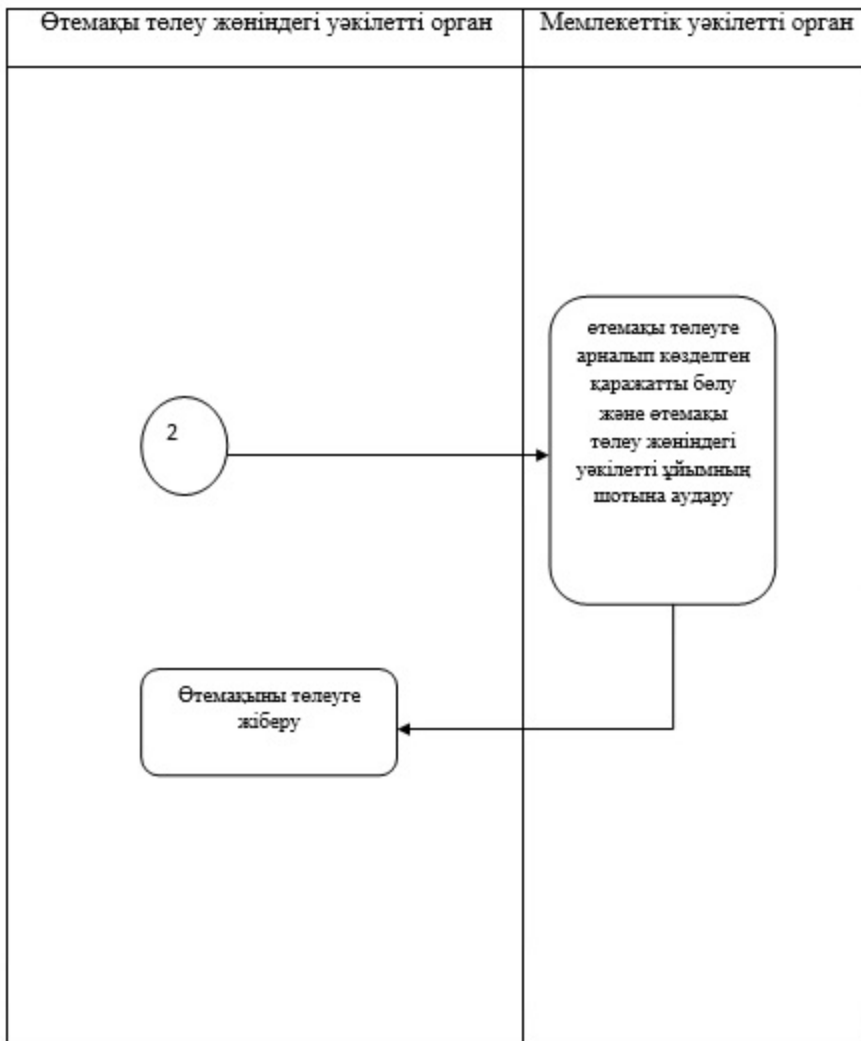 Өтемақы төлеу жөніндегі уәкілетті орган
Мемлекеттік уәкілетті орган
өтемақы төлеуге
арналып көзделген
қаражатты бөлу
және өтемақы
төлеу жөніндегі
уәкілетті ұйымның
шотына аудару
2
Өтемақыны төлеуге
жіберу